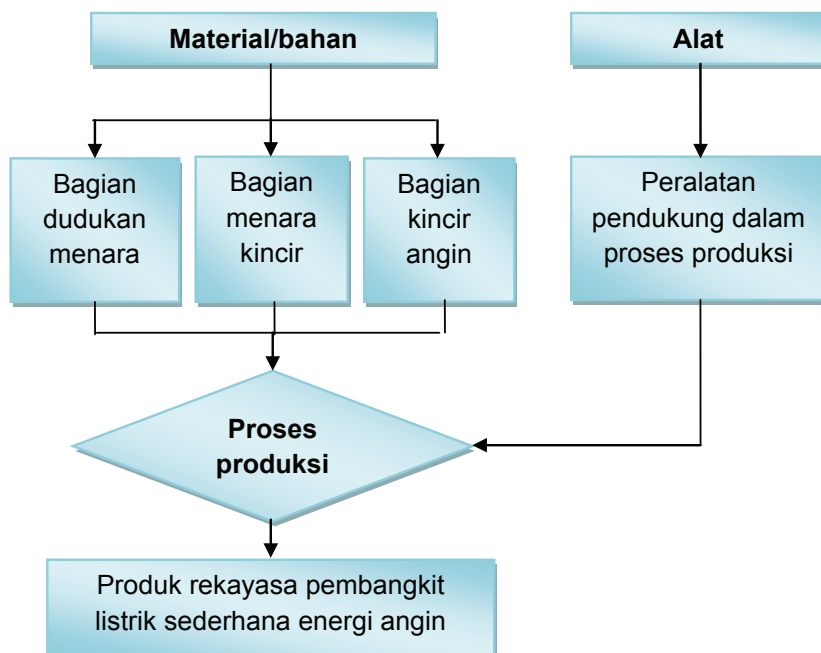 Material/bahan
Alat
Bagian
dudukan
menara
Bagian
menara
kincir
Bagian
kincir
angin
Peralatan
pendukung dalam
proses produksi
Proses
produksi
Produk rekayasa pembangkit
listrik sederhana energi angin